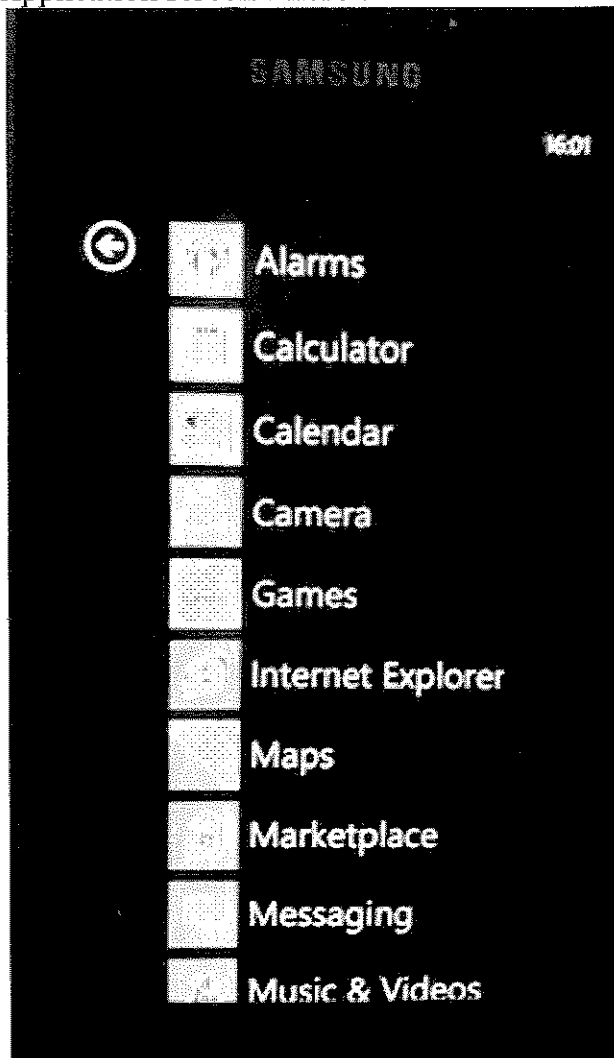 SAMSUNG
16:01
Alarms
Calculator
Calendar
Camera
Games
Internet Explorer
Maps
Marketplace
Messaging
Music & Videos